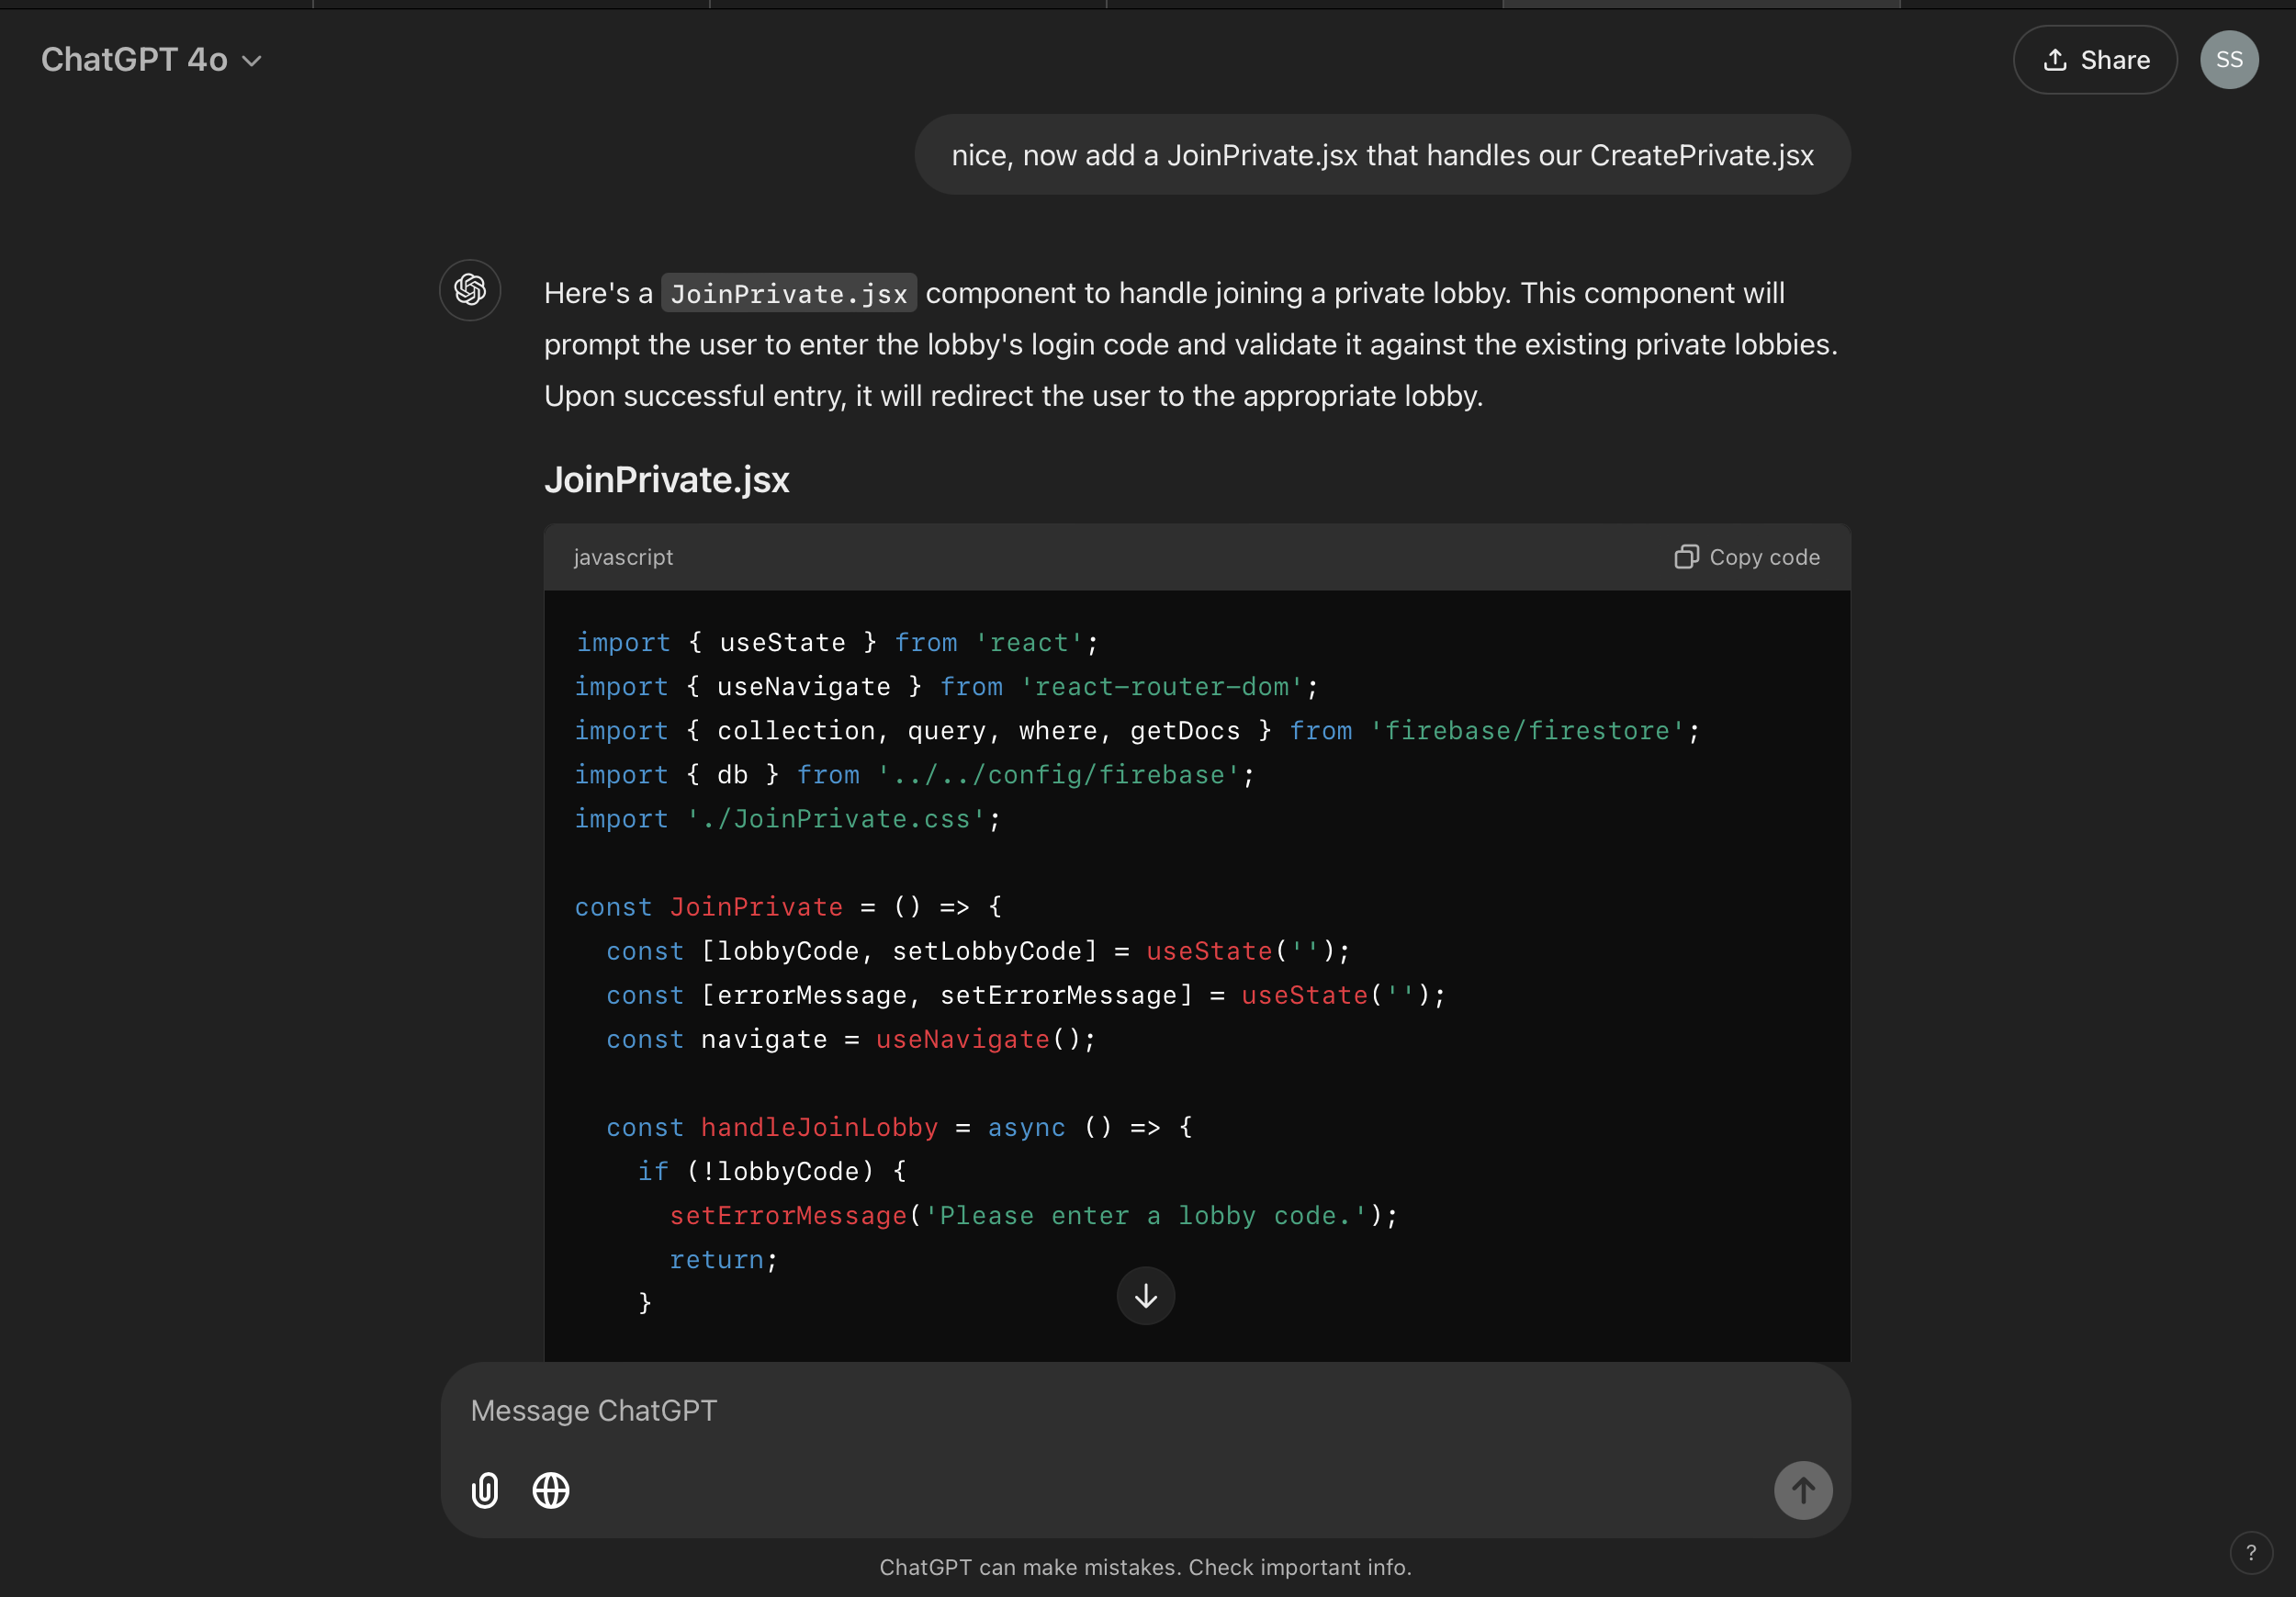 ChatGPT 4o
Share
SS
nice, now add a JoinPrivate.jsx that handles our CreatePrivate.jsx
Here's a JoinPrivate.jsx component to handle joining a private lobby. This component will
prompt the user to enter the lobby's login code and validate it against the existing private lobbies.
Upon successful entry, it will redirect the user to the appropriate lobby.
JoinPrivate.jsx
javascript
Copy code
import { useState } from 'react';
import { useNavigate } from 'react-router-dom';
import { collection, query, where, getDocs } from 'firebase/firestore';
import { db } from '../../config/firebase';
import './JoinPrivate.css';
const JoinPrivate = () => {
  const [lobbyCode, setLobbyCode] = useState('');
  const [errorMessage, setErrorMessage] = useState('');
  const navigate = useNavigate();
  const handleJoinLobby = async () => {
    if (!lobbyCode) {
      setErrorMessage('Please enter a lobby code.');
      return;
    }
Message ChatGPT
ChatGPT can make mistakes. Check important info.
?